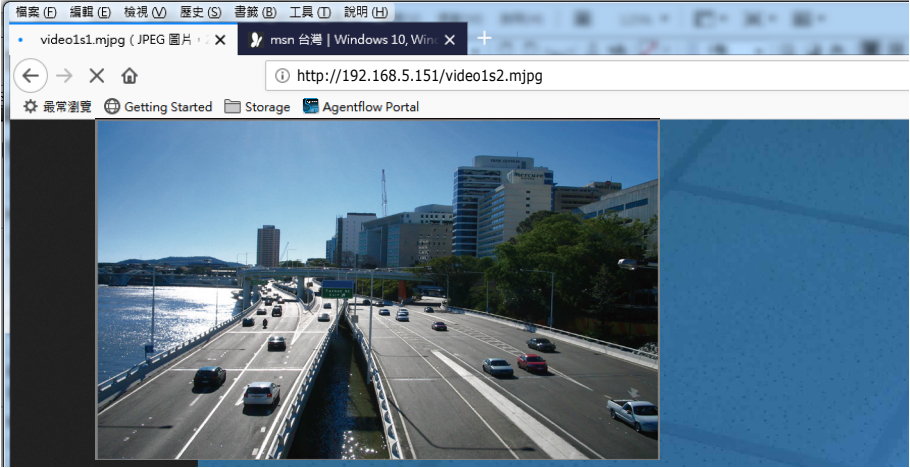 檔案 (F) 編輯 (E) 檢視 (V) 歷史 (S) 書籤 (B) 工具 (T) 說明 (H)
video1s1.mjpg ( JPEG 圖片， msn 台灣 | Windows 10, Win
http://192.168.5.151/video1s2.mjpg
最常瀏覽 Getting Started Storage Agentflow Portal